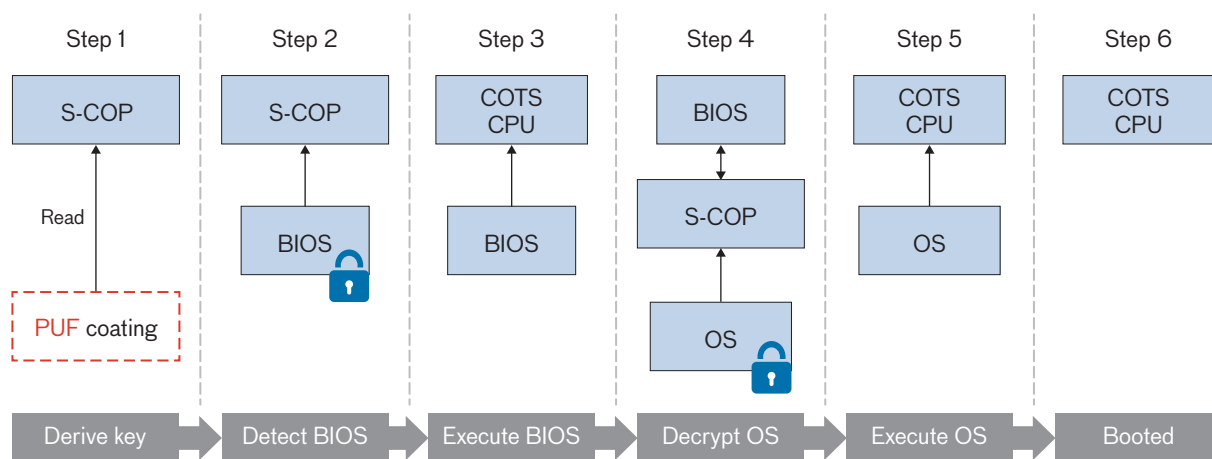 Step 1
Step 2
Step 3
Step 4
Step 5
Step 6
S-COP
S-COP
COTS
CPU
BIOS
COTS
CPU
COTS
CPU
Read
BIOS
BIOS
S-COP
OS
PUF coating
OS
Derive key
Detect BIOS
Execute BIOS
Decrypt OS
Execute OS
Booted